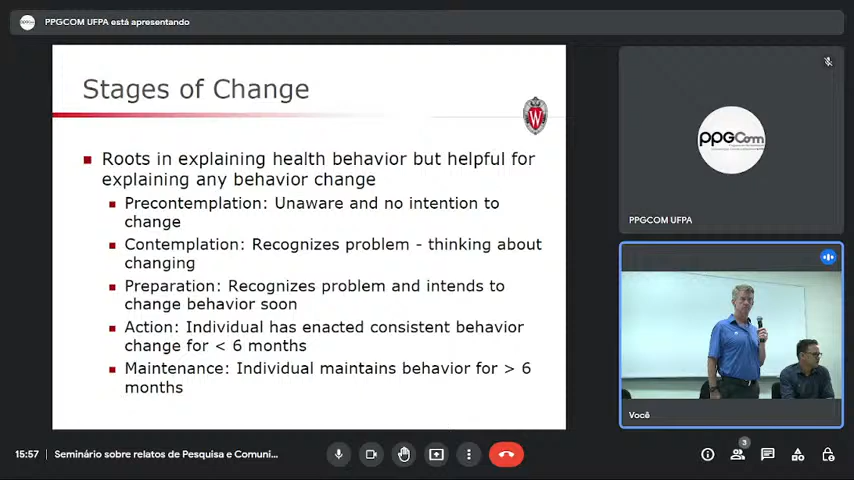 PPGCOM UFPA está apresentando
Stages of Change
W
Roots in explaining health behavior but helpful for
explaining any behavior change
Precontemplation: Unaware and no intention to
change
Contemplation: Recognizes problem - thinking about
changing
Preparation: Recognizes problem and intends to
change behavior soon
Action: Individual has enacted consistent behavior
change for < 6 months
Maintenance: Individual maintains behavior for > 6
months
PPGCom
PPGCOM UFPA
Você
15:57 | Seminário sobre relatos de Pesquisa e Comuni...
3